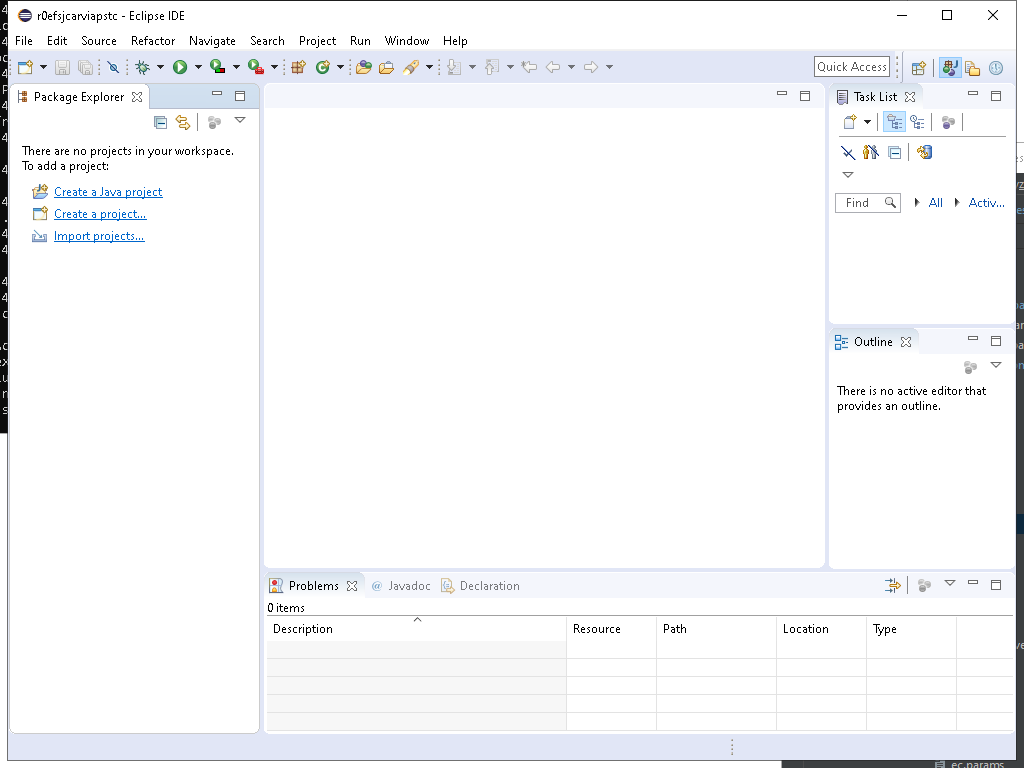 r0efsjcarviapstc - Eclipse IDE
File Edit Source Refactor Navigate Search Project Run Window Help
Quick Access
Package Explorer
There are no projects in your workspace.
To add a project:
Create a Java project
Create a project...
Import projects...
Task List
Find All Activ...
Outline
There is no active editor that
provides an outline.
Problems @ Javadoc Declaration
0 items
Description Resource Path Location Type
ec.params